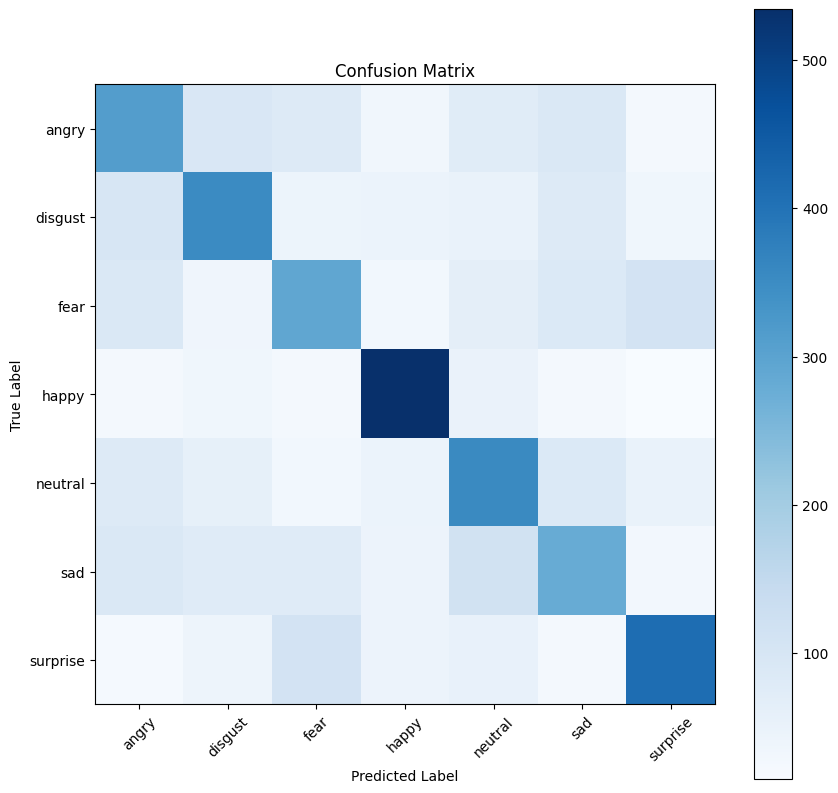 Confusion Matrix
True Label
angry
disgust
fear
happy
neutral
sad
surprise
angry
disgust
fear
happy
neutral
sad
surprise
Predicted Label
500
400
300
200
100